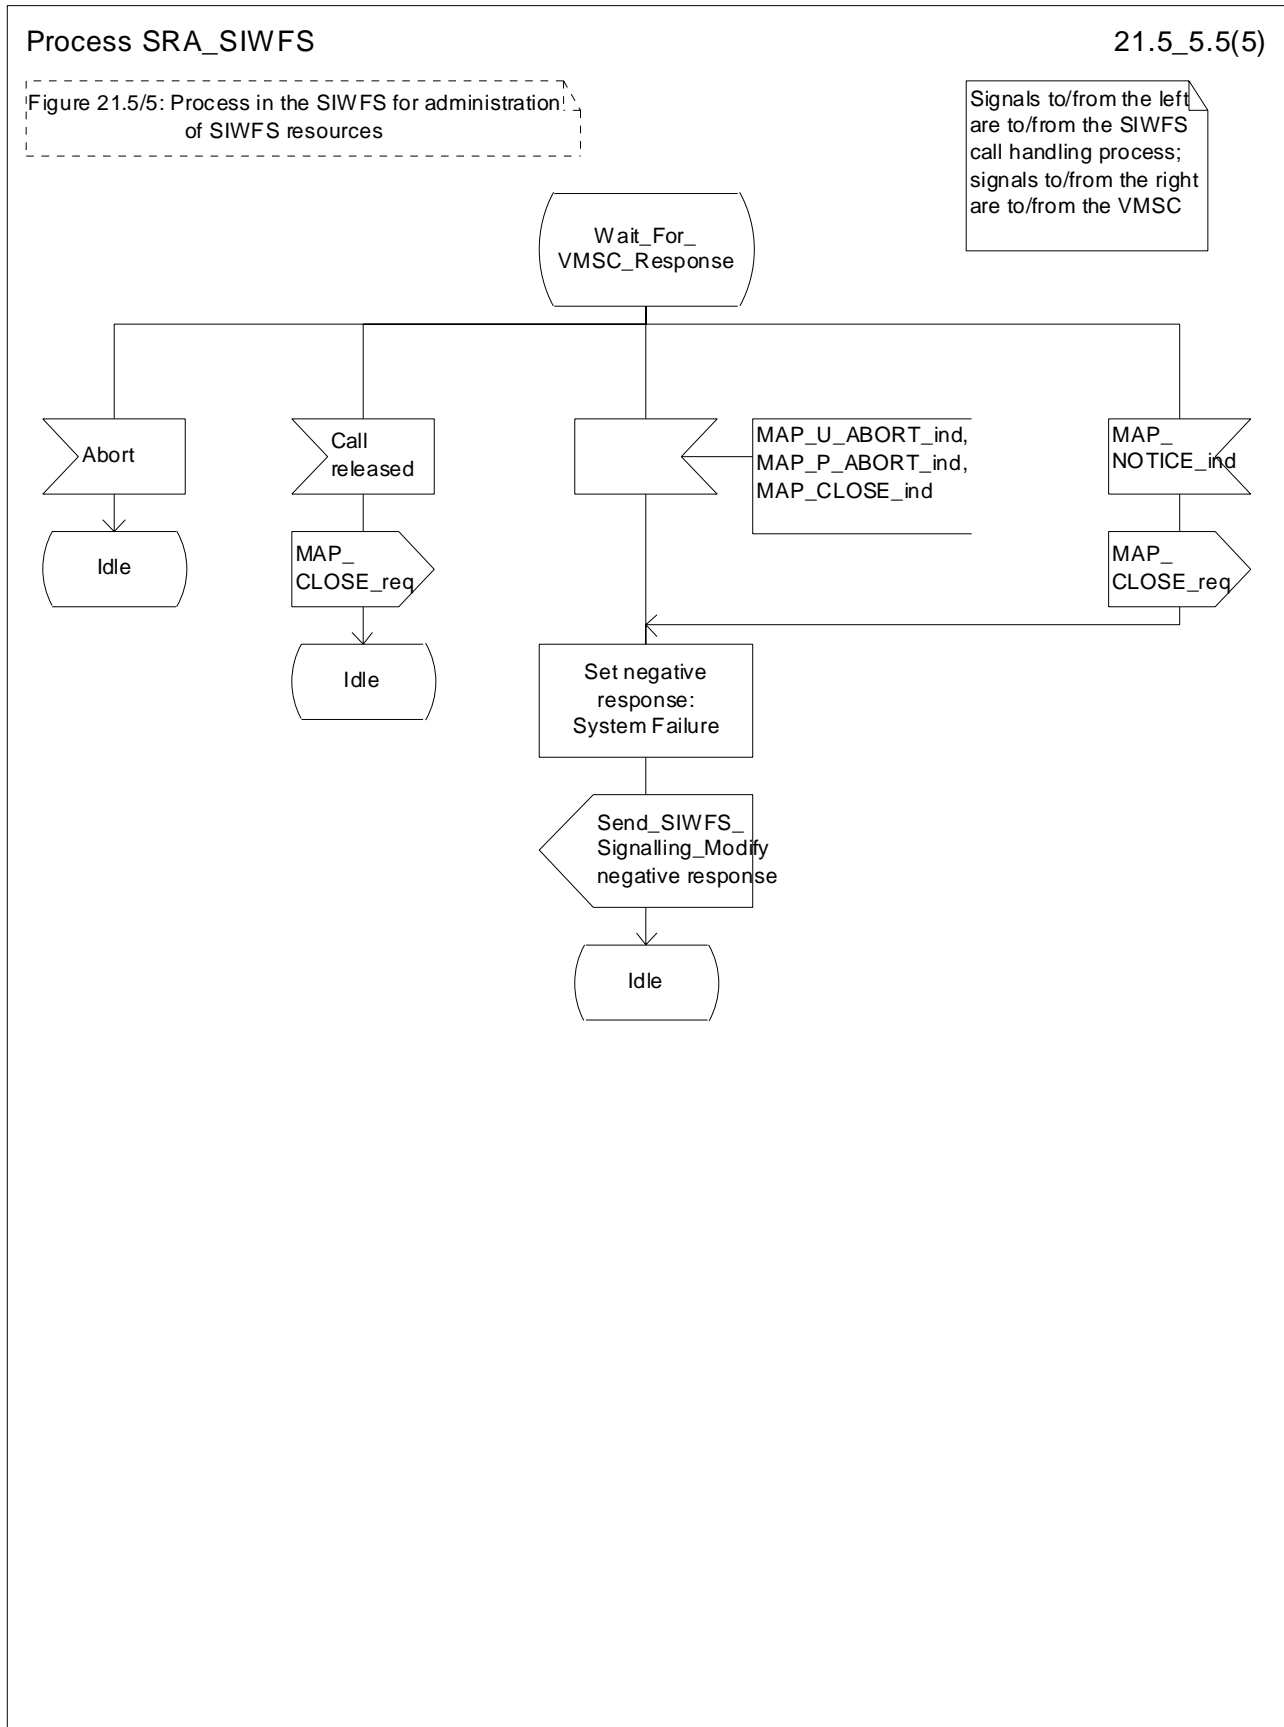 Process SRA_SIWFS
21.5_5.5(5)
Figure 21.5/5: Process in the SIWFS for administration
of SIWFS resources
Signals to/from the left
are to/from the SIWFS
call handling process;
signals to/from the right
are to/from the VMSC
Wait_For_
VMSC_Response
Abort
Call
released
MAP_U_ABORT_ind,
MAP_P_ABORT_ind,
MAP_CLOSE_ind
MAP_
NOTICE_ind
Idle
MAP_
CLOSE_req
MAP_
CLOSE_req
Idle
Set negative
response:
System Failure
Send_SIWFS_
Signalling_Modify
negative response
Idle